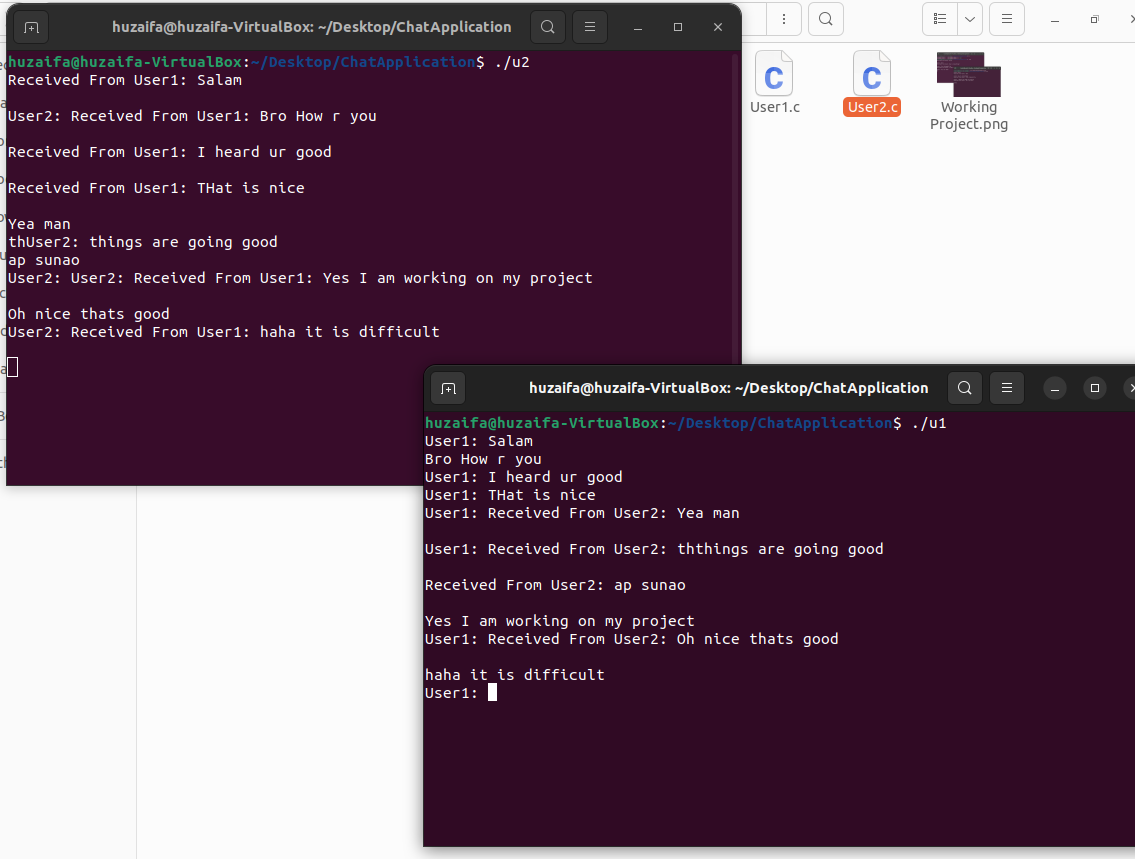 huzaifa@huzaifa-VirtualBox: ~/Desktop/ChatApplication
huzaifa@huzaifa-VirtualBox:~/Desktop/ChatApplication$ ./u2
Received From User1: Salam
User2: Received From User1: Bro How r you
Received From User1: I heard ur good
Received From User1: THat is nice
Yea man
thUser2: things are going good
ap sunao
User2: User2: Received From User1: Yes I am working on my project
Oh nice thats good
User2: Received From User1: haha it is difficult
User1.c
User2.c
Working
Project.png
huzaifa@huzaifa-VirtualBox: ~/Desktop/ChatApplication
huzaifa@huzaifa-VirtualBox:~/Desktop/ChatApplication$ ./u1
User1: Salam
Bro How r you
User1: I heard ur good
User1: THat is nice
User1: Received From User2: Yea man
User1: Received From User2: ththings are going good
Received From User2: ap sunao
Yes I am working on my project
User1: Received From User2: Oh nice thats good
haha it is difficult
User1: